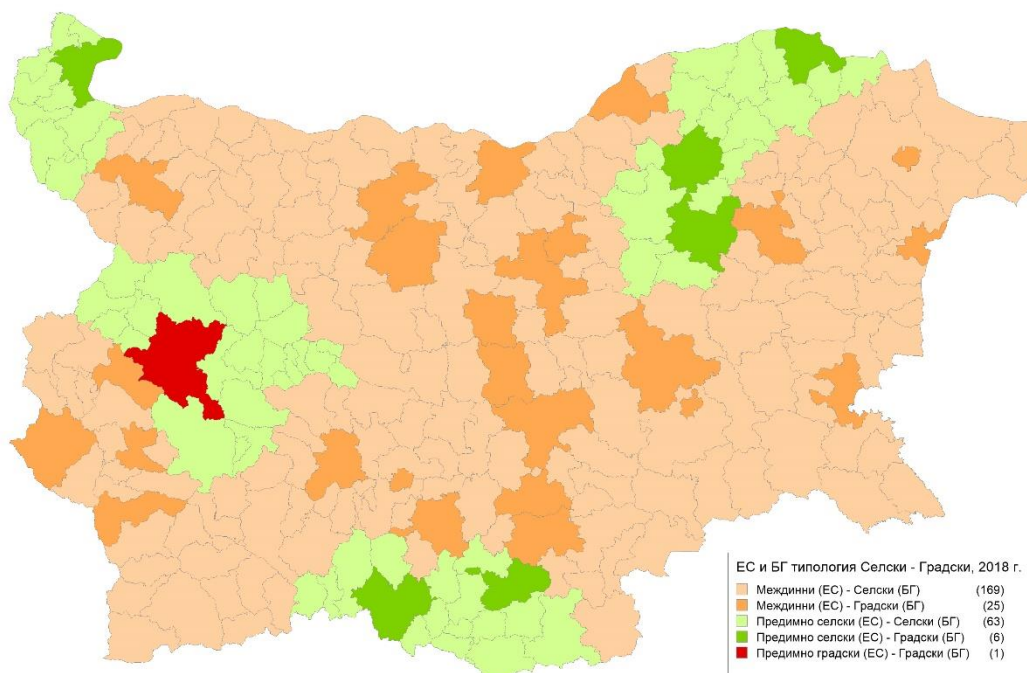 ЕС и БГ типология Селски - Градски, 2018 г.
Междинни (ЕС) - Селски (БГ) (169)
Междинни (ЕС) - Градски (БГ) (25)
Предимно селски (ЕС) - Селски (БГ) (63)
Предимно селски (ЕС) - Градски (БГ) (6)
Предимно градски (ЕС) - Градски (БГ) (1)